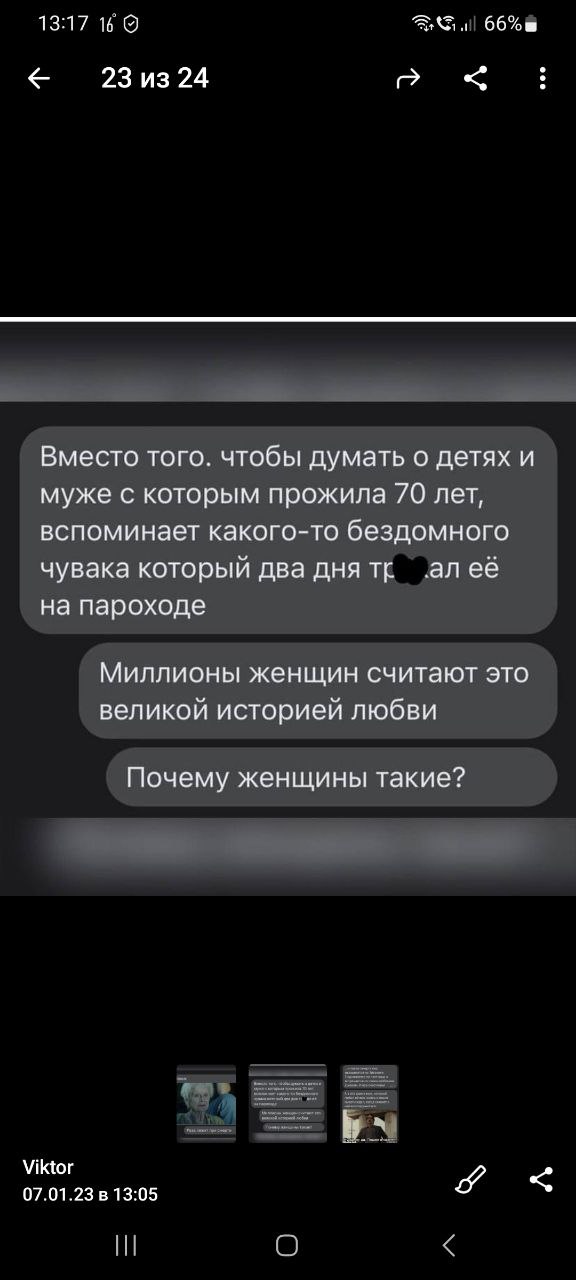 13:17 16°
66%
23 из 24
Вместо того. чтобы думать о детях и
муже с которым прожила 70 лет,
вспоминает какого-то бездомного
чувака который два дня тр ал её
на пароходе
Миллионы женщин считают это
великой историей любви
Почему женщины такие?
Viktor
07.01.23 в 13:05